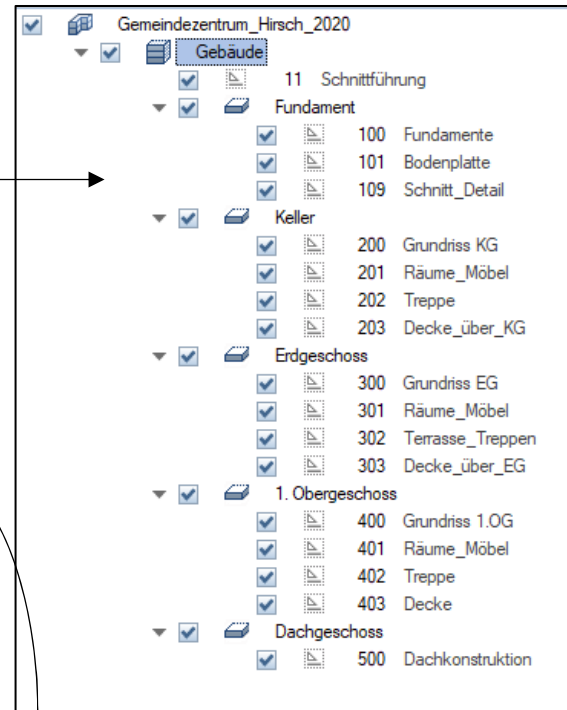 Gemeindezentrum_Hirsch_2020
Gebäude
11 Schnittführung
Fundament
100 Fundamente
101 Bodenplatte
109 Schnitt_Detail
Keller
200 Grundriss KG
201 Räume_Möbel
202 Treppe
203 Decke_über_KG
Erdgeschoss
300 Grundriss EG
301 Räume_Möbel
302 Terrasse_Treppen
303 Decke_über_EG
1. Obergeschoss
400 Grundriss 1.OG
401 Räume_Möbel
402 Treppe
403 Decke
Dachgeschoss
500 Dachkonstruktion